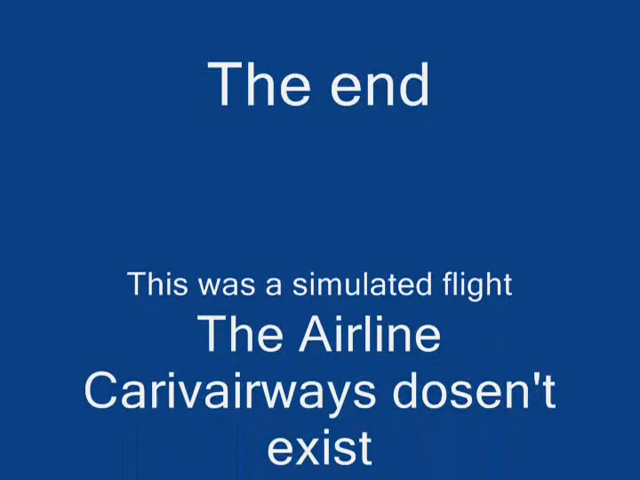 The end
This was a simulated flight
The Airline
Carivairways dosen't
exist